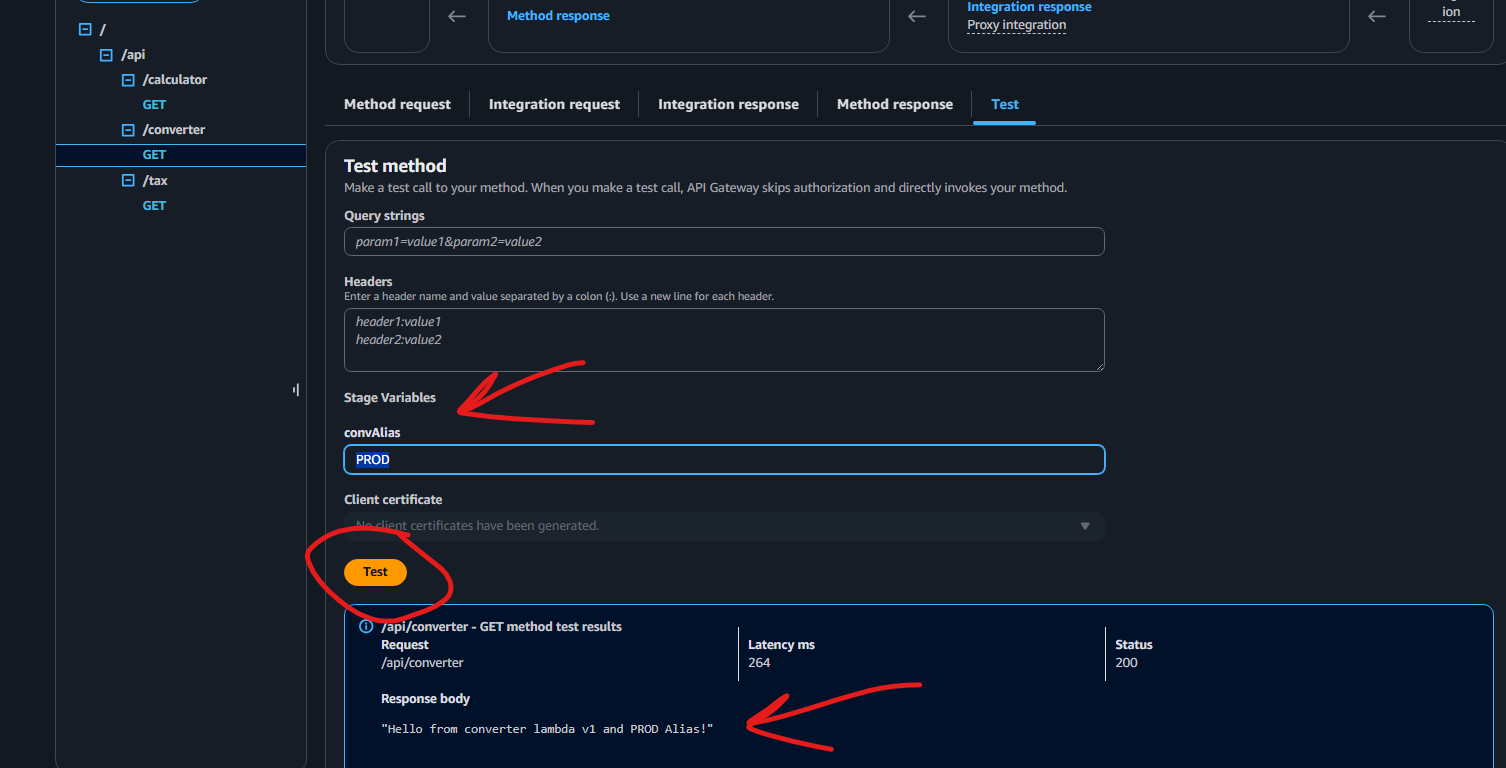 Method response
Integration response
Proxy integration
ion
/
/api
/calculator
GET
/converter
GET
/tax
GET
Method request
Integration request
Integration response
Method response
Test
Test method
Make a test call to your method. When you make a test call, API Gateway skips authorization and directly invokes your method.
Query strings
param1=value1&param2=value2
Headers
Enter a header name and value separated by a colon (:). Use a new line for each header.
header1:value1
header2:value2
Stage Variables
convAlias
PROD
Client certificate
No client certificates have been generated.
Test
/api/converter - GET method test results
Request
/api/converter
Latency ms
264
Status
200
Response body
"Hello from converter lambda v1 and PROD Alias!"